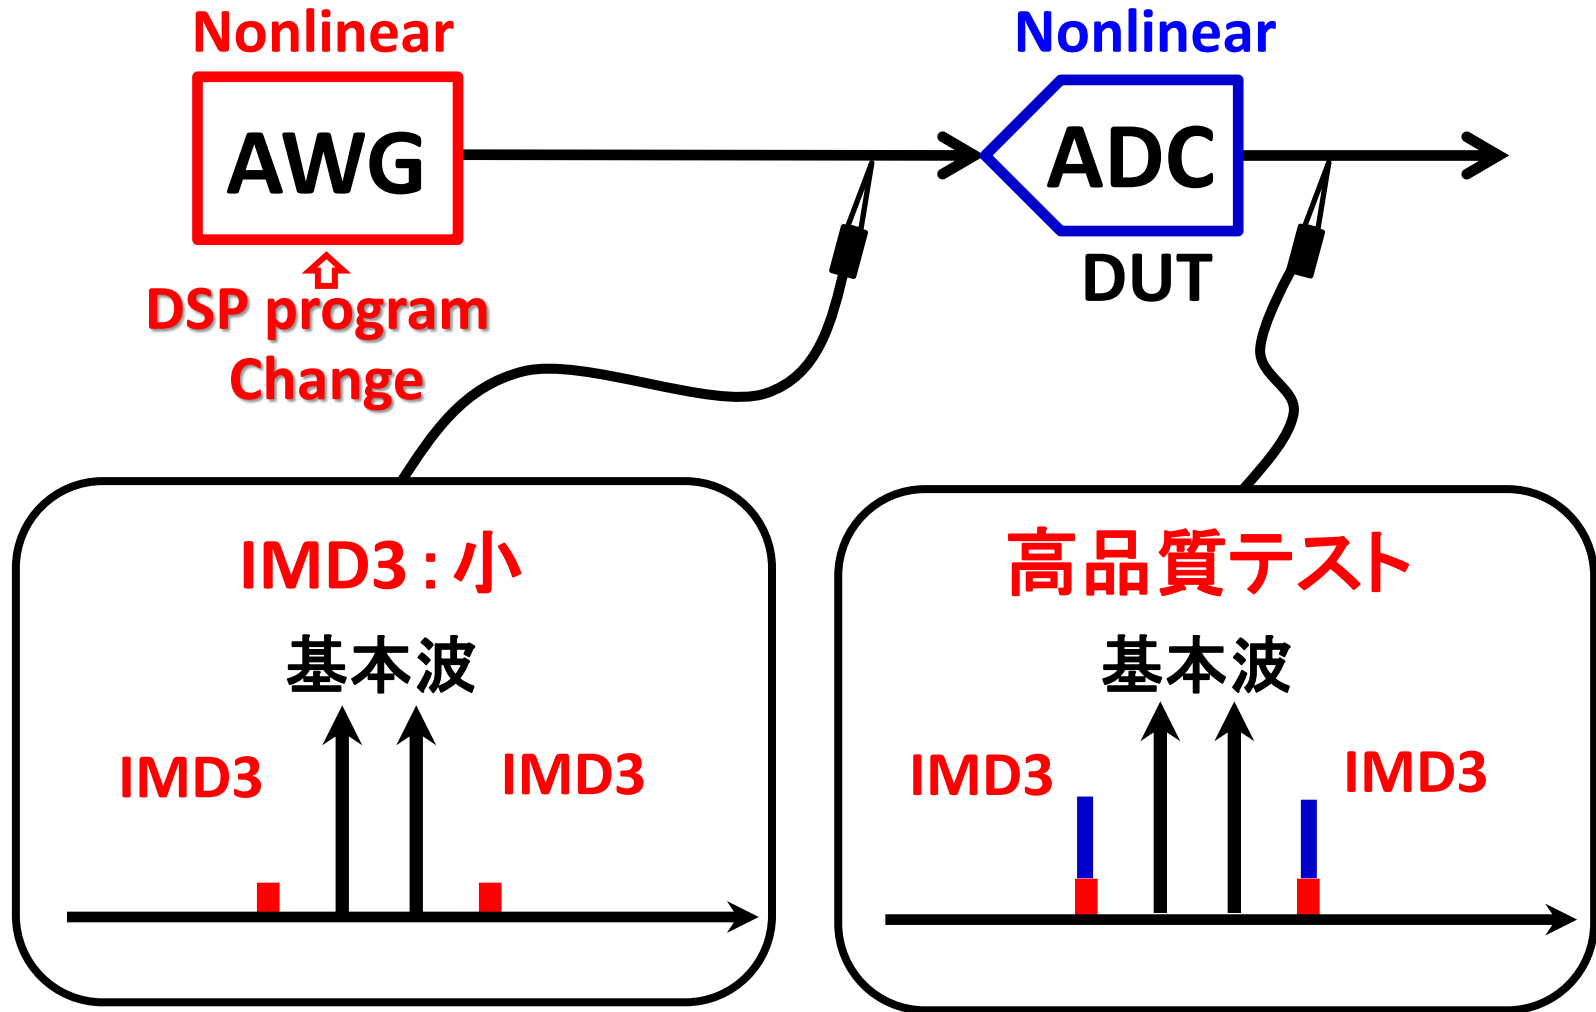 Nonlinear
AWG
DSP program
Change
Nonlinear
ADC
DUT
IMD3：小
基本波
IMD3
IMD3
高品質テスト
基本波
IMD3
IMD3